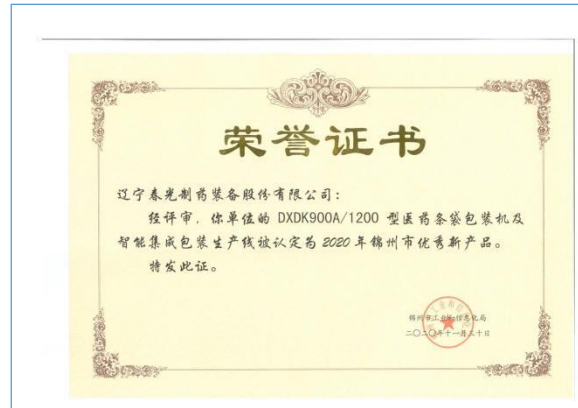 荣誉证书
辽宁春光制药装备股份有限公司：
经评审，你单位的 DXDK900A/1200 型医药条袋包装机及
智能集成包装生产线被认定为 2020 年锦州市优秀新产品。
特发此证。
锦州市工业和信息化局
二〇二〇年十一月三十日